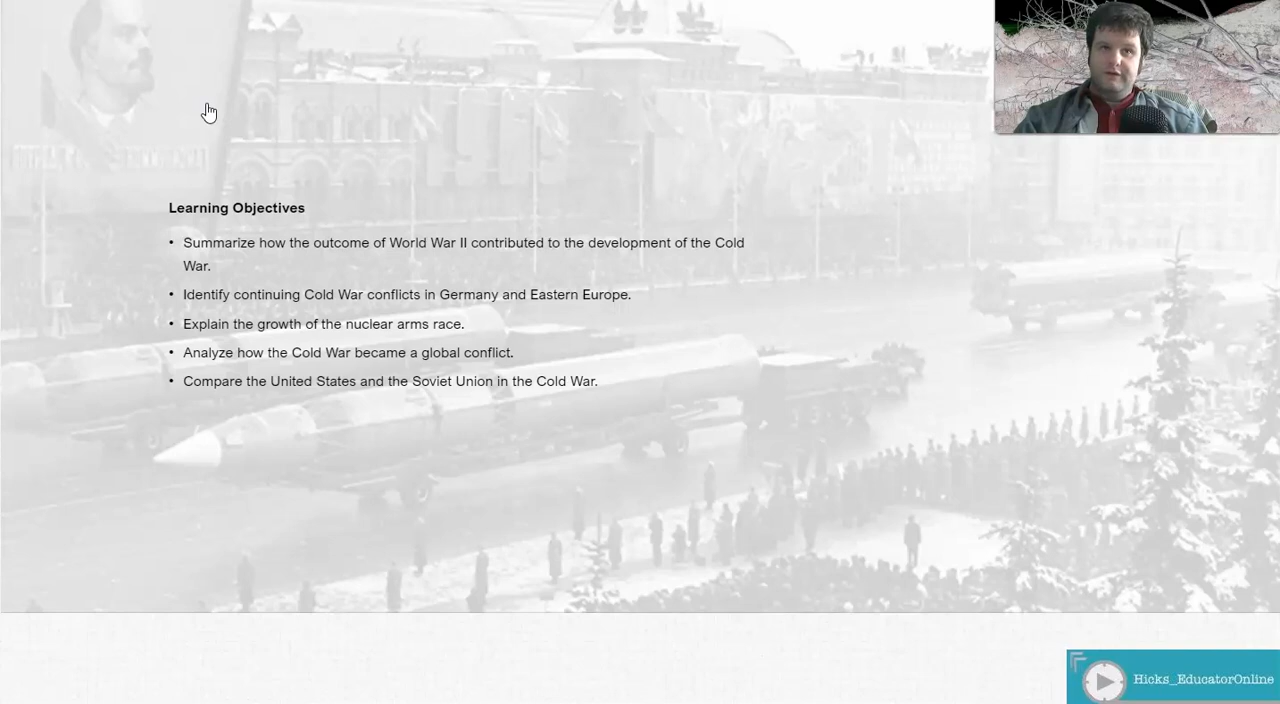 Learning Objectives
• Summarize how the outcome of World War II contributed to the development of the Cold
War.
• Identify continuing Cold War conflicts in Germany and Eastern Europe.
• Explain the growth of the nuclear arms race.
• Analyze how the Cold War became a global conflict.
• Compare the United States and the Soviet Union in the Cold War.
Hicks_EducatorOnline